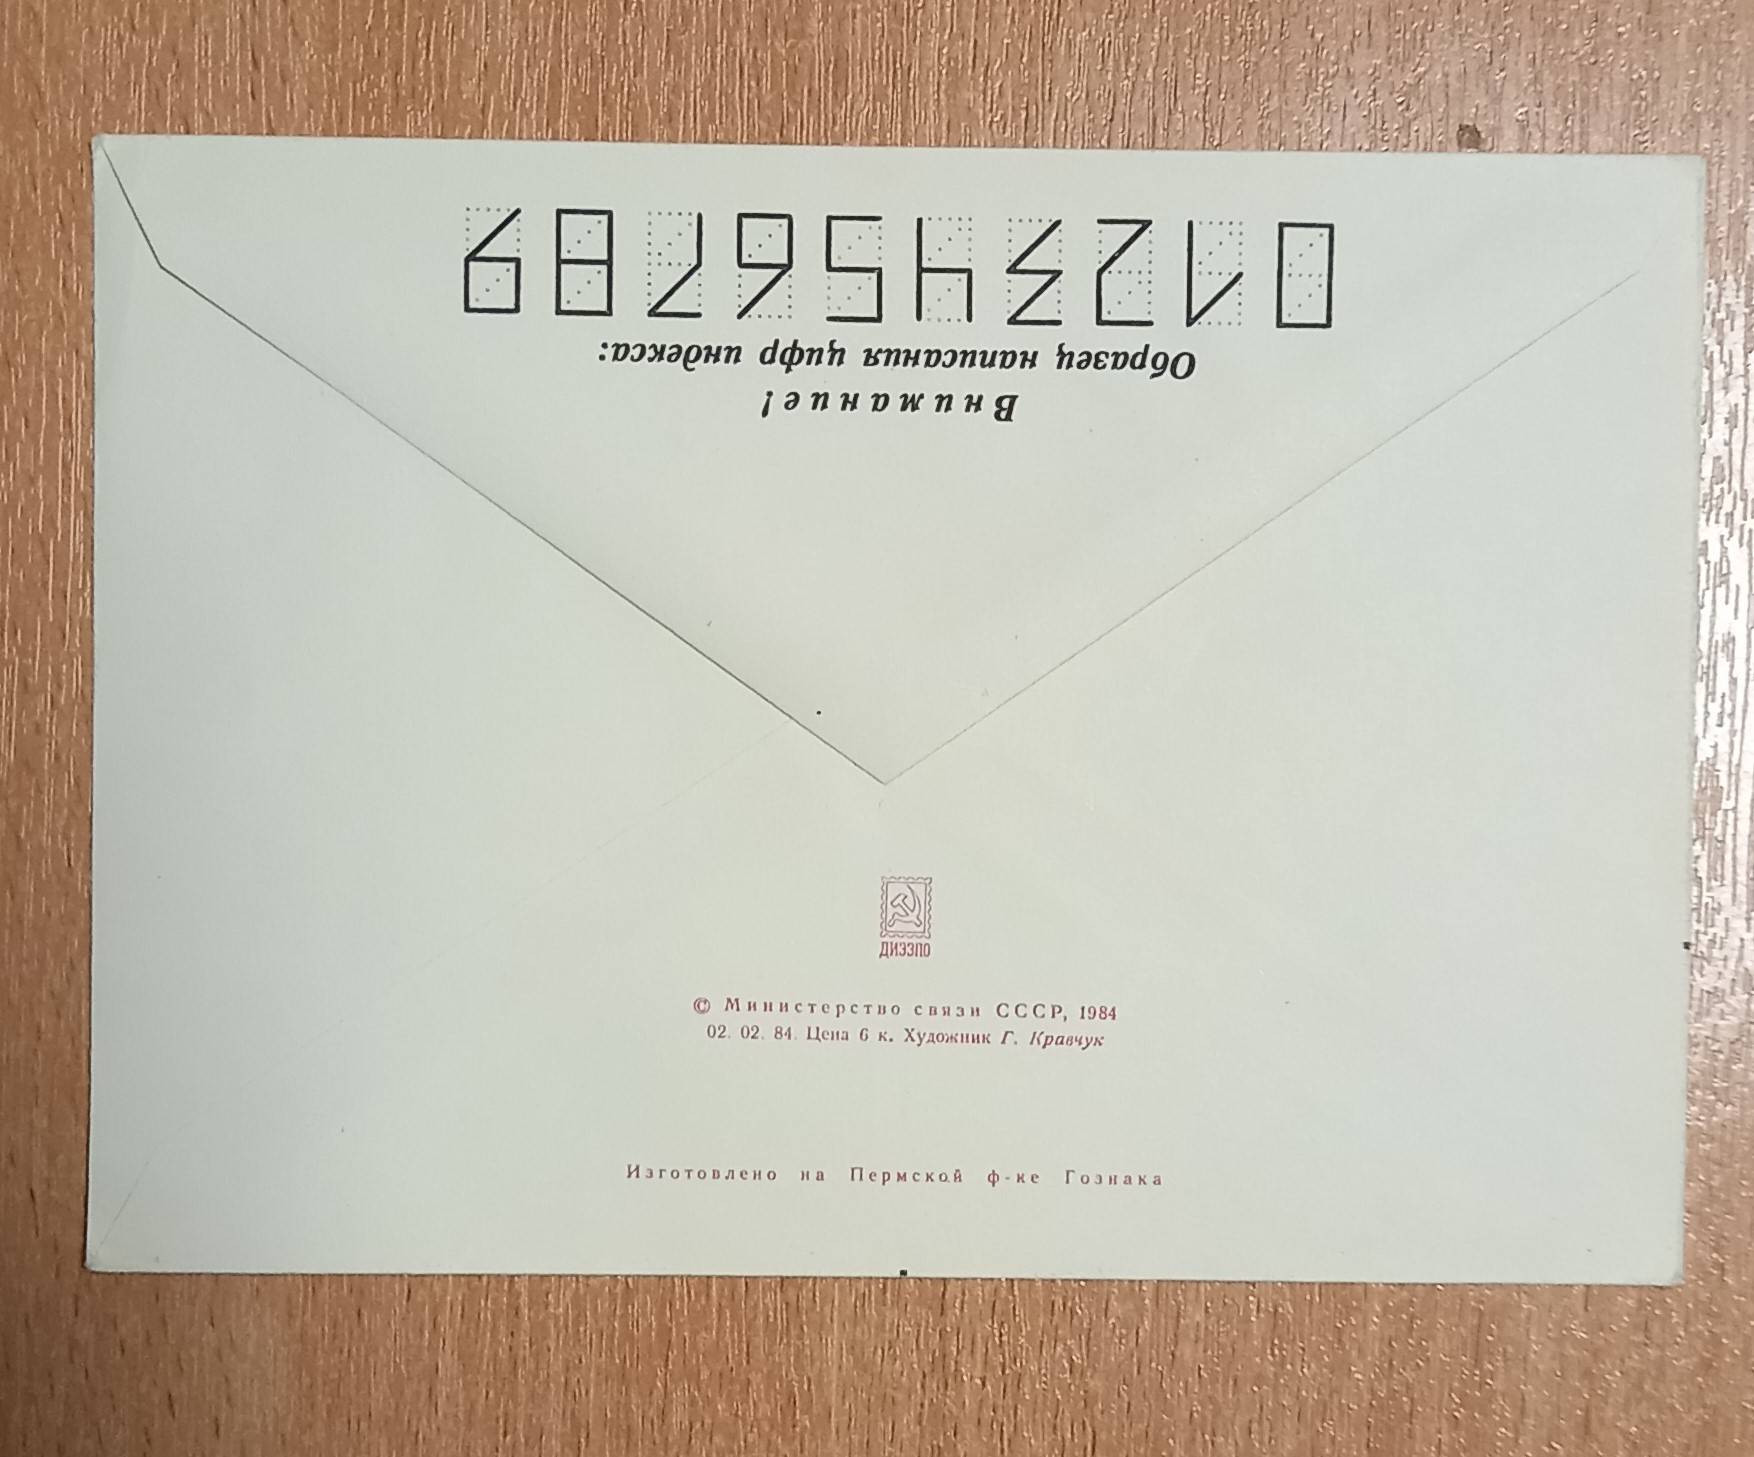 Внимание!
Образец написания цифр индекса:
0123456789
ДИЭЗПО
© Министерство связи СССР, 1984
02. 02. 84. Цена 6 к. Художник Г. Кравчук
Изготовлено на Пермской ф-ке Гознака